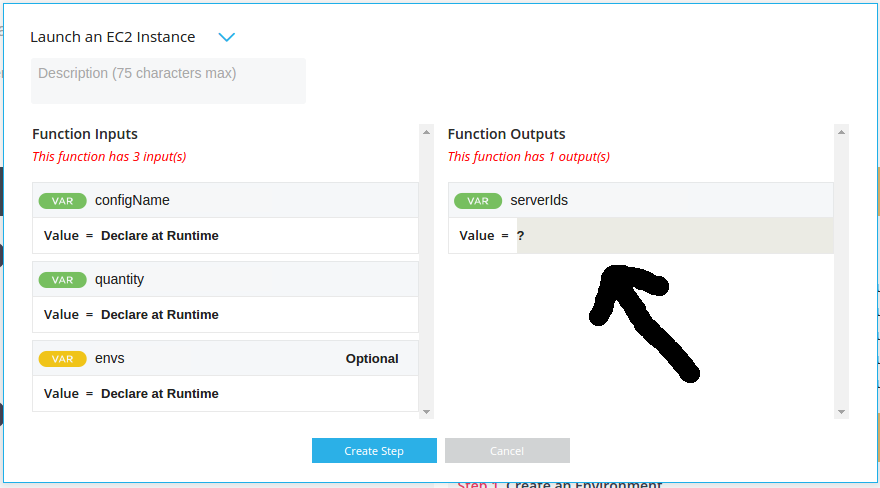 Launch an EC2 Instance
Description (75 characters max)
Function Inputs
This function has 3 input(s)
VAR configName
Value = Declare at Runtime
VAR quantity
Value = Declare at Runtime
VAR envs Optional
Value = Declare at Runtime
Function Outputs
This function has 1 output(s)
VAR serverIds
Value = ?
Create Step Cancel
Step 1 Create an Environment